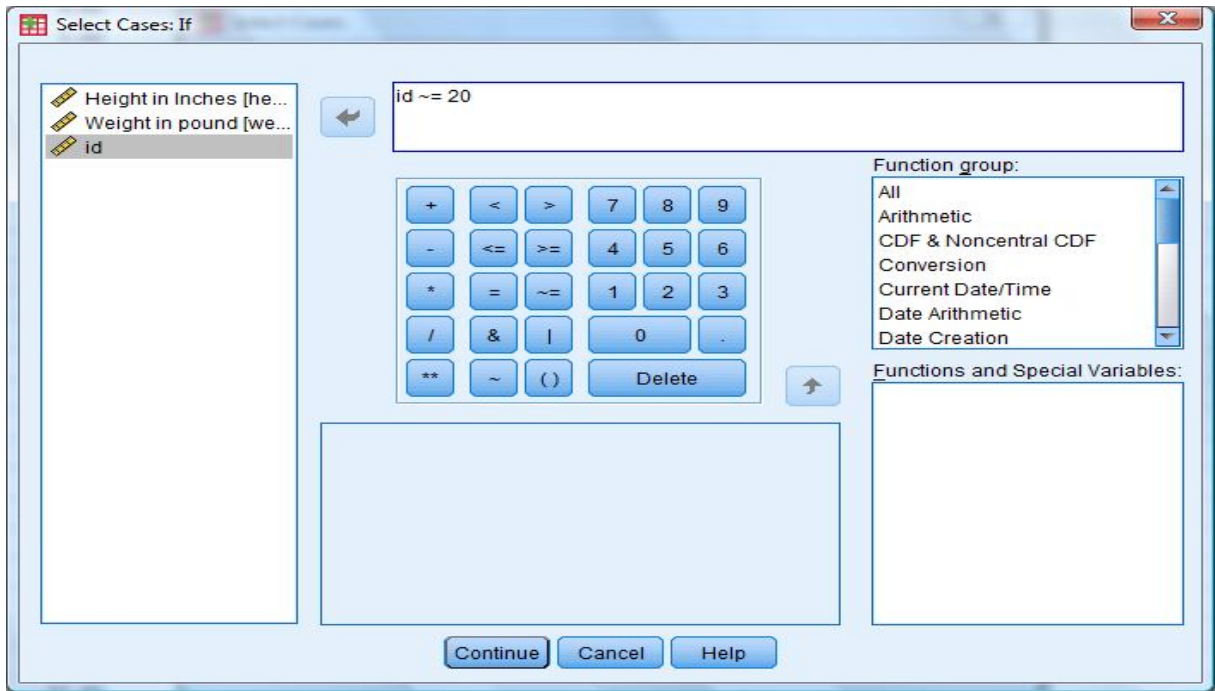 Select Cases: If
Height in Inches [he...
Weight in pound [we...
id
id ~= 20
Function group:
All
Arithmetic
CDF & Noncentral CDF
Conversion
Current Date/Time
Date Arithmetic
Date Creation
+ < > 7 8 9
- <= >= 4 5 6
* = ~= 1 2 3
/ & | 0 .
** ~ ( ) Delete
Functions and Special Variables:
Continue Cancel Help